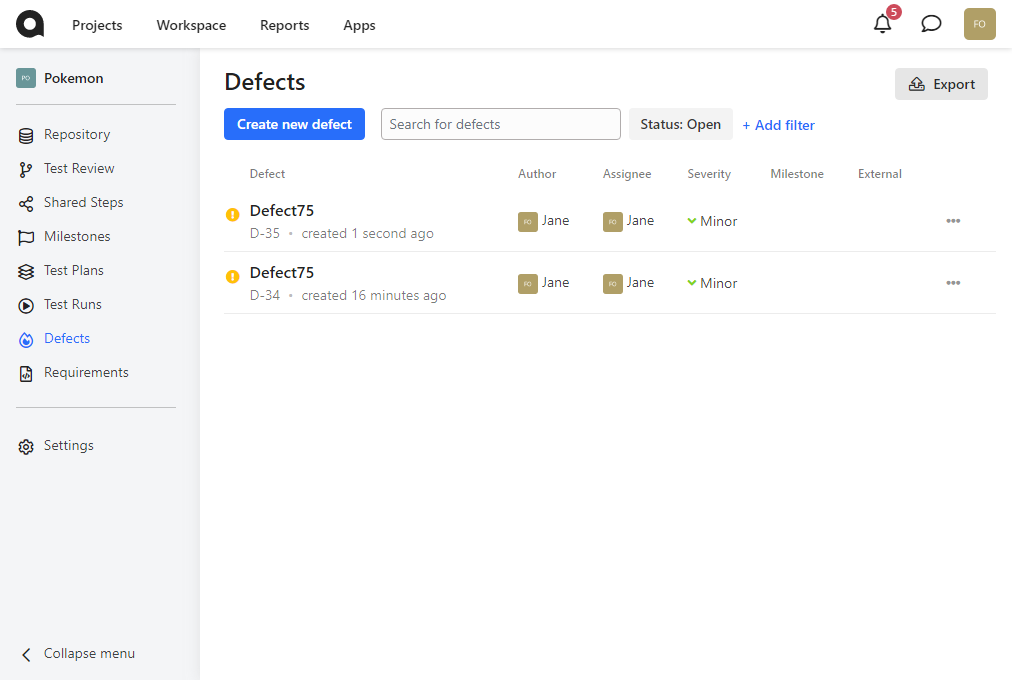 Projects Workspace Reports Apps 5 FO
PO Pokemon
Repository
Test Review
Shared Steps
Milestones
Test Plans
Test Runs
Defects
Requirements
Settings
Collapse menu
Defects
Export
Create new defect Search for defects Status: Open + Add filter
Defect Author Assignee Severity Milestone External
Defect75 FO Jane FO Jane Minor
D-35 • created 1 second ago
Defect75 FO Jane FO Jane Minor
D-34 • created 16 minutes ago